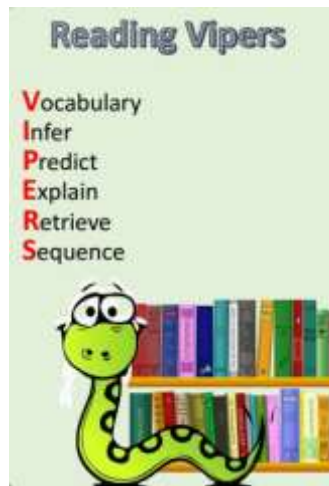 Reading Vipers
Vocabulary
Infer
Predict
Explain
Retrieve
Sequence